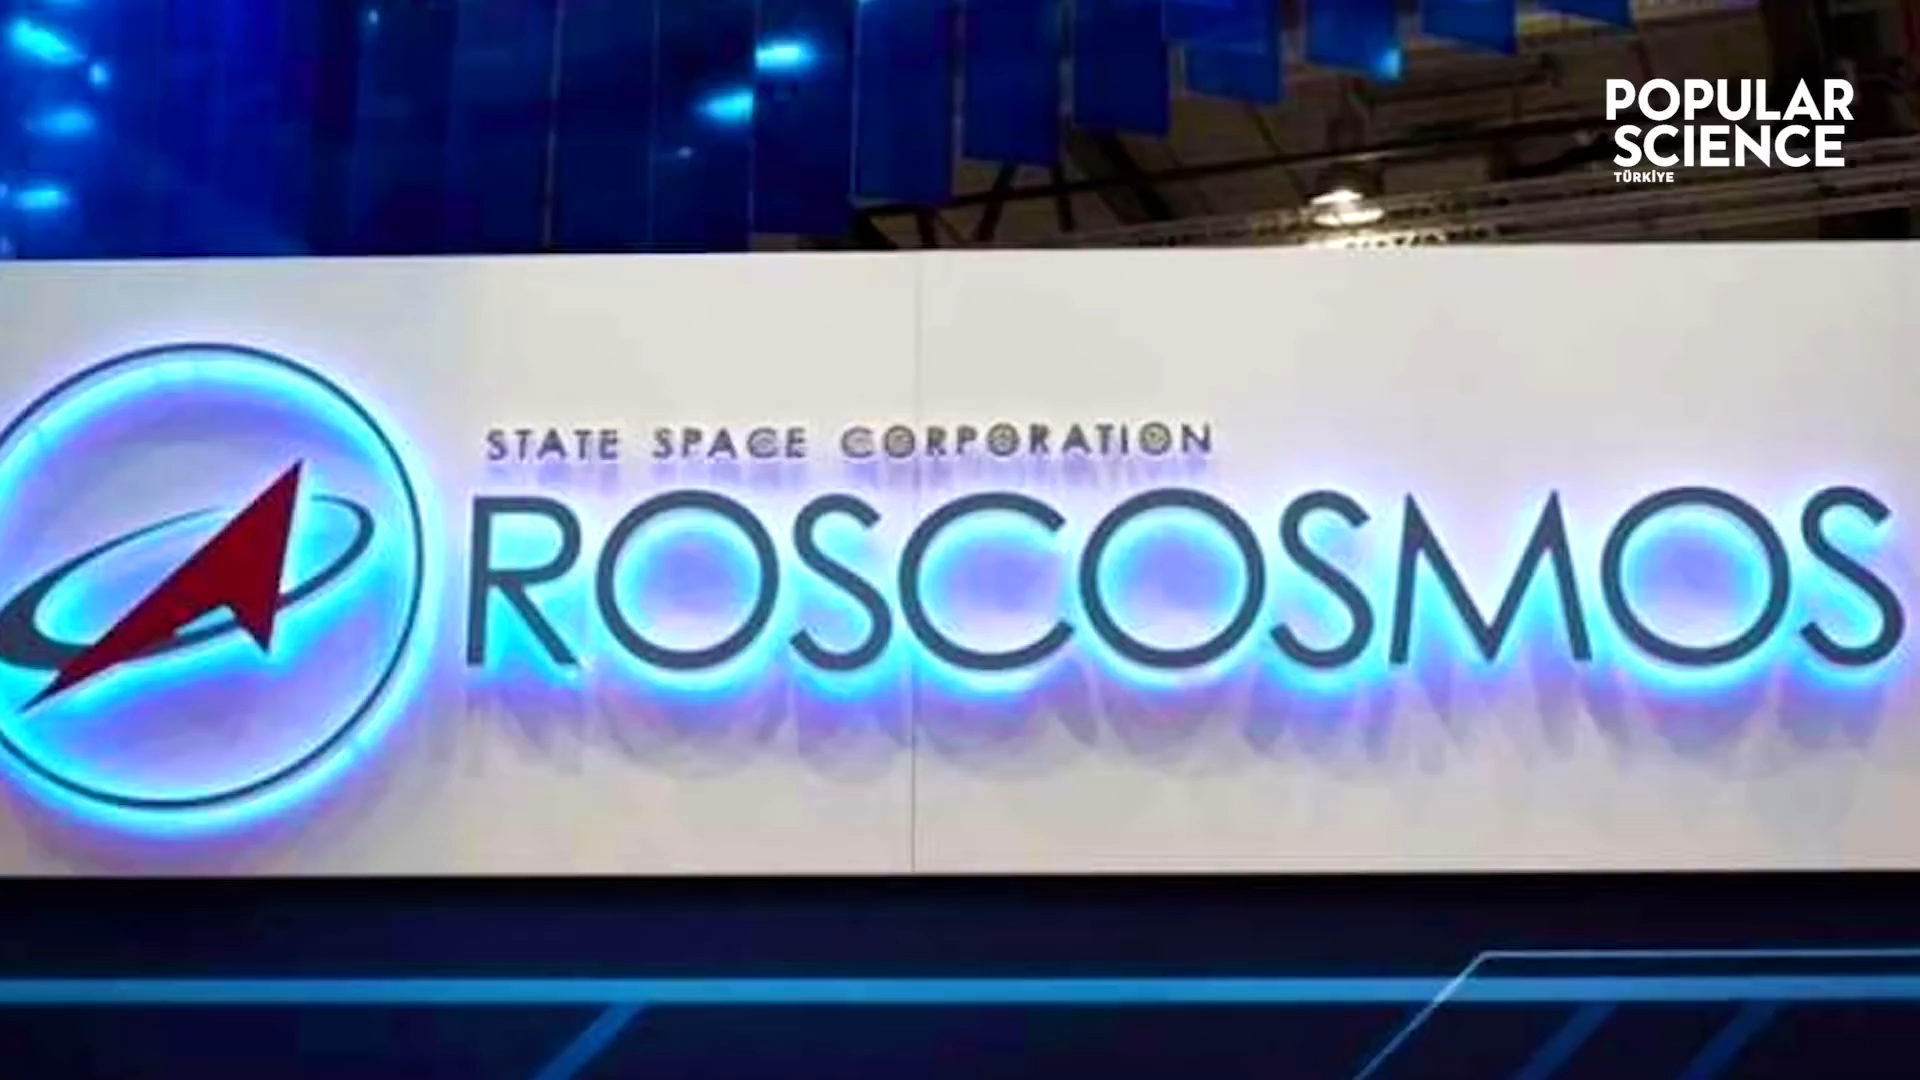 POPULAR
SCIENCE
TÜRKİYE
STATE SPACE CORPORATION
ROSCOSMOS